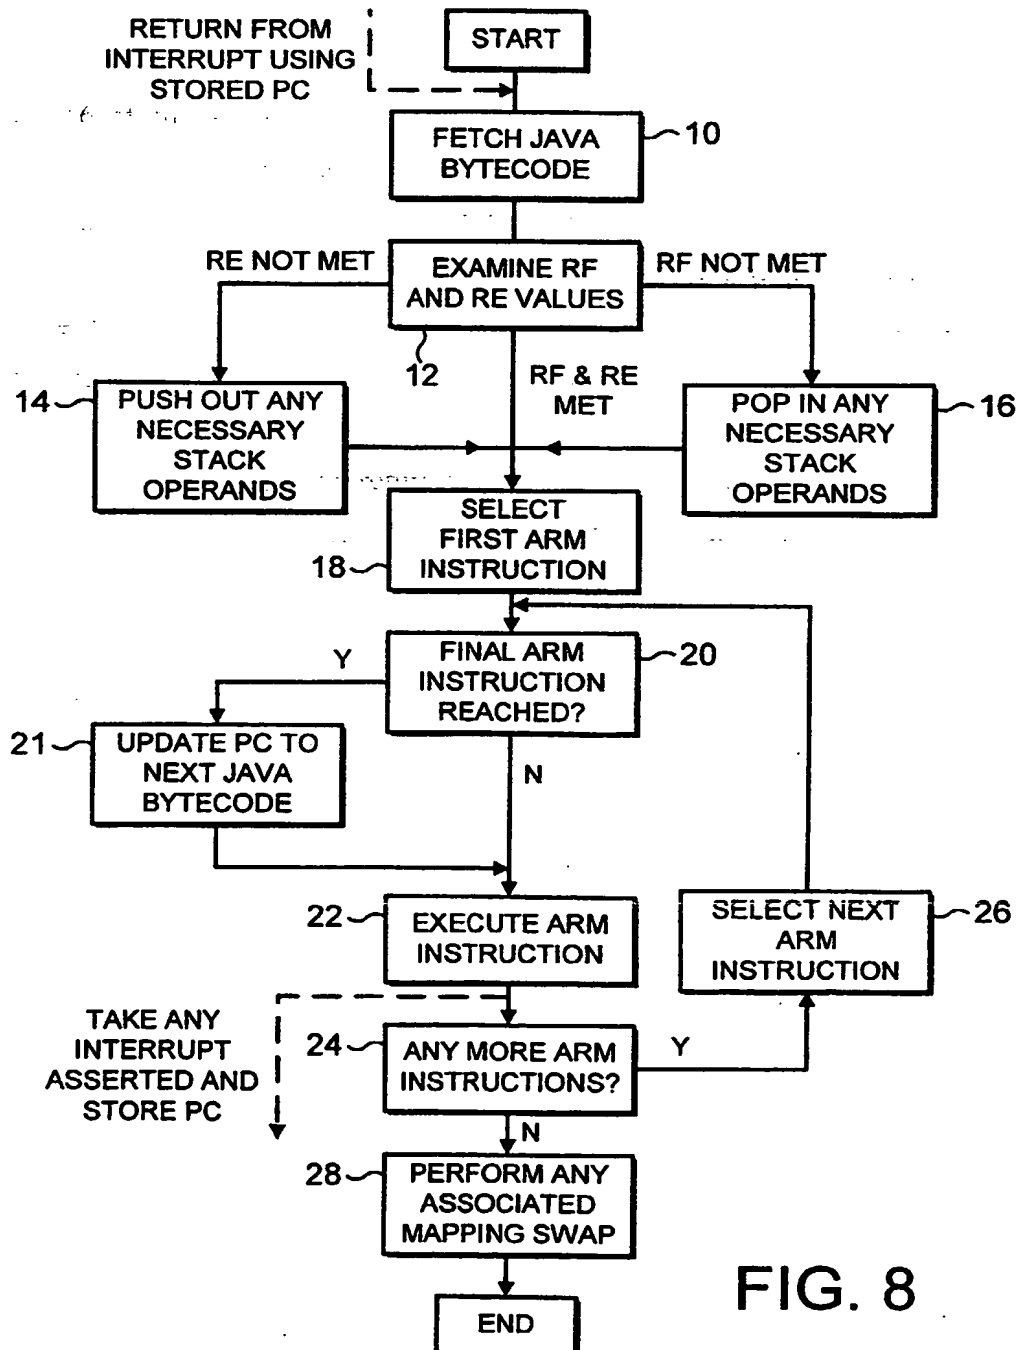 RETURN FROM
INTERRUPT USING
STORED PC
START
FETCH JAVA
BYTECODE
10
RE NOT MET
EXAMINE RF
AND RE VALUES
RF NOT MET
12
14
PUSH OUT ANY
NECESSARY
STACK
OPERANDS
RF & RE
MET
POP IN ANY
NECESSARY
STACK
OPERANDS
16
SELECT
FIRST ARM
INSTRUCTION
18
Y
FINAL ARM
INSTRUCTION
REACHED?
20
21
UPDATE PC TO
NEXT JAVA
BYTECODE
N
22
EXECUTE ARM
INSTRUCTION
SELECT NEXT
ARM
INSTRUCTION
26
TAKE ANY
INTERRUPT
ASSERTED AND
STORE PC
24
ANY MORE ARM
INSTRUCTIONS?
Y
N
28
PERFORM ANY
ASSOCIATED
MAPPING SWAP
END
FIG. 8